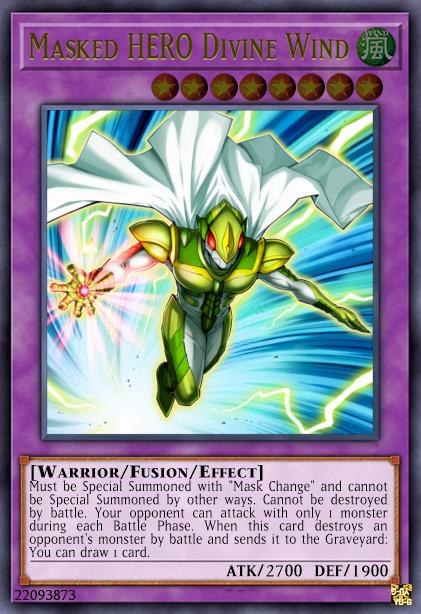 Masked HERO Divine Wind
WIND
風
[Warrior/Fusion/Effect]
Must be Special Summoned with "Mask Change" and cannot
be Special Summoned by other ways. Cannot be destroyed
by battle. Your opponent can attack with only 1 monster
during each Battle Phase. When this card destroys an
opponent's monster by battle and sends it to the Graveyard:
You can draw 1 card.
ATK/2700 DEF/1900
22093873